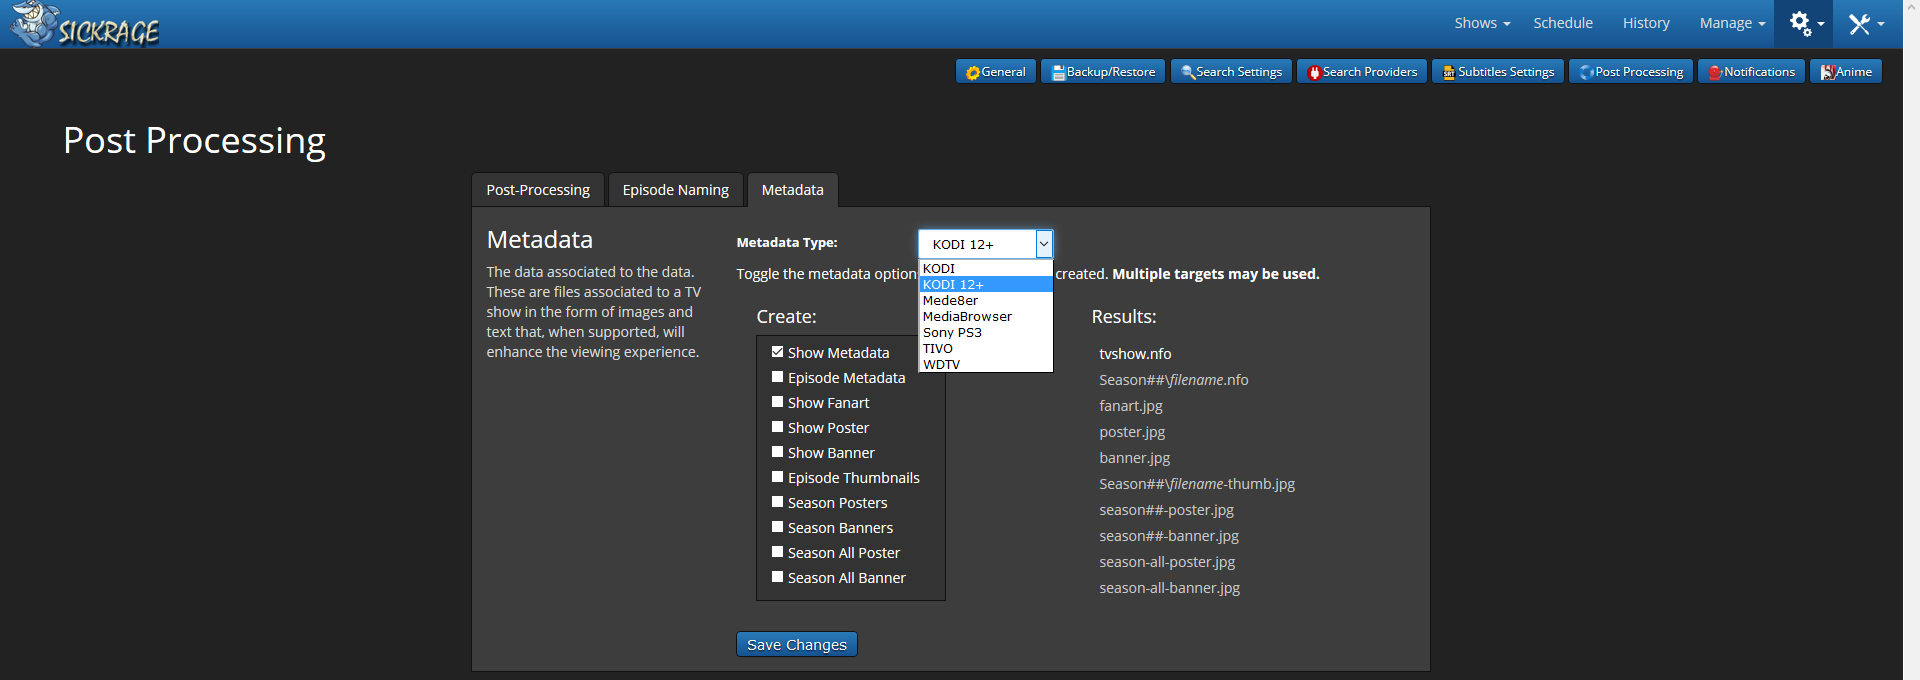 SICKRAGE
Shows Schedule History Manage
General Backup/Restore Search Settings Search Providers Subtitles Settings Post Processing Notifications Anime
Post Processing
Post-Processing Episode Naming Metadata
Metadata
The data associated to the data.
These are files associated to a TV
show in the form of images and
text that, when supported, will
enhance the viewing experience.
Metadata Type:
KODI 12+
KODI
KODI 12+
Mede8er
MediaBrowser
Sony PS3
TIVO
WDTV
Toggle the metadata option created. Multiple targets may be used.
Create:
Show Metadata
Episode Metadata
Show Fanart
Show Poster
Show Banner
Episode Thumbnails
Season Posters
Season Banners
Season All Poster
Season All Banner
Results:
tvshow.nfo
Season##\filename.nfo
fanart.jpg
poster.jpg
banner.jpg
Season##\filename-thumb.jpg
season##-poster.jpg
season##-banner.jpg
season-all-poster.jpg
season-all-banner.jpg
Save Changes